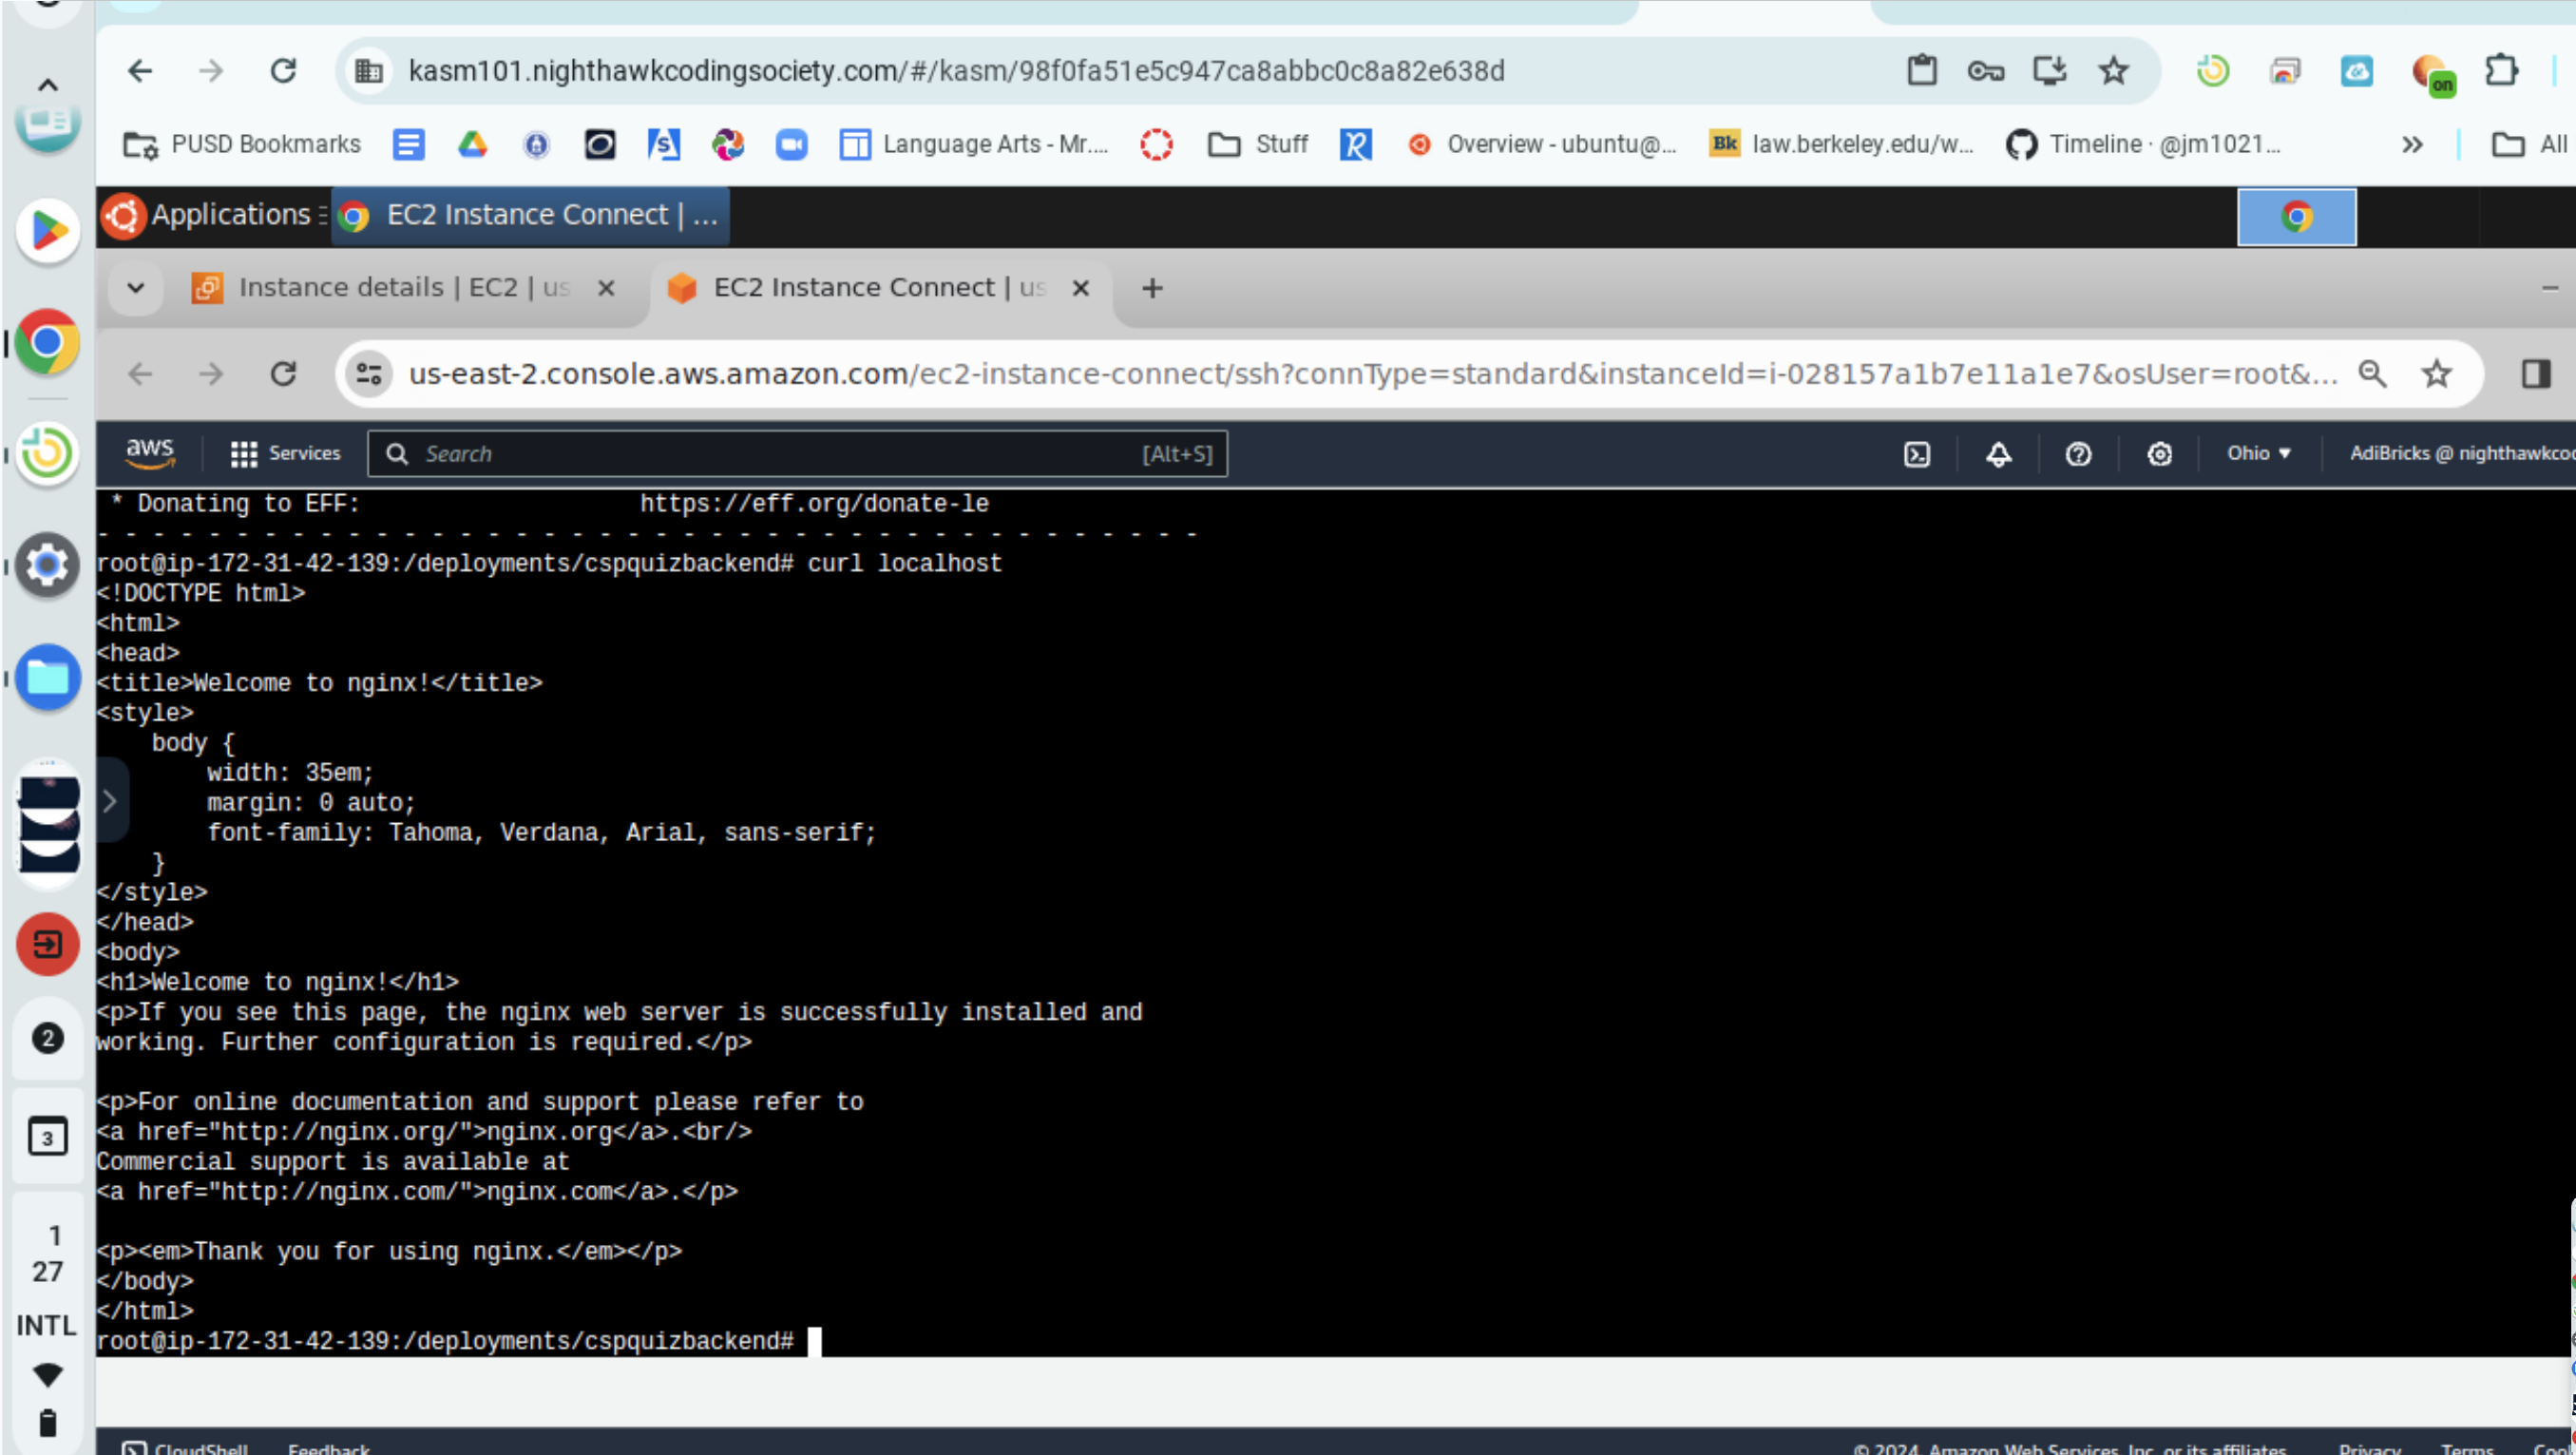 kasm101.nighthawkcodingsociety.com/#/kasm/98f0fa51e5c947ca8abbc0c8a82e638d
on
PUSD Bookmarks
Language Arts - Mr....
Stuff
Overview - ubuntu@...
Bk law.berkeley.edu/w...
Timeline · @jm1021...
All
Applications
EC2 Instance Connect | ...
Instance details | EC2 | us
EC2 Instance Connect | us
us-east-2.console.aws.amazon.com/ec2-instance-connect/ssh?connType=standard&instanceId=i-028157a1b7e11a1e7&osUser=root&...
aws
Services
Search
[Alt+S]
Ohio
AdiBricks @ nighthawkcoo
* Donating to EFF: https://eff.org/donate-le
- - - - - - - - - - - - - - - - - - - - - - - - - - - - - - - - - - - - - - - -
root@ip-172-31-42-139:/deployments/cspquizbackend# curl localhost
<!DOCTYPE html>
<html>
<head>
<title>Welcome to nginx!</title>
<style>
    body {
        width: 35em;
        margin: 0 auto;
        font-family: Tahoma, Verdana, Arial, sans-serif;
    }
</style>
</head>
<body>
<h1>Welcome to nginx!</h1>
<p>If you see this page, the nginx web server is successfully installed and
working. Further configuration is required.</p>
<p>For online documentation and support please refer to
<a href="http://nginx.org/">nginx.org</a>.<br/>
Commercial support is available at
<a href="http://nginx.com/">nginx.com</a>.</p>
<p><em>Thank you for using nginx.</em></p>
</body>
</html>
root@ip-172-31-42-139:/deployments/cspquizbackend#
2
3
1
27
INTL
CloudShell
Feedback
© 2024, Amazon Web Services, Inc. or its affiliates.
Privacy
Terms